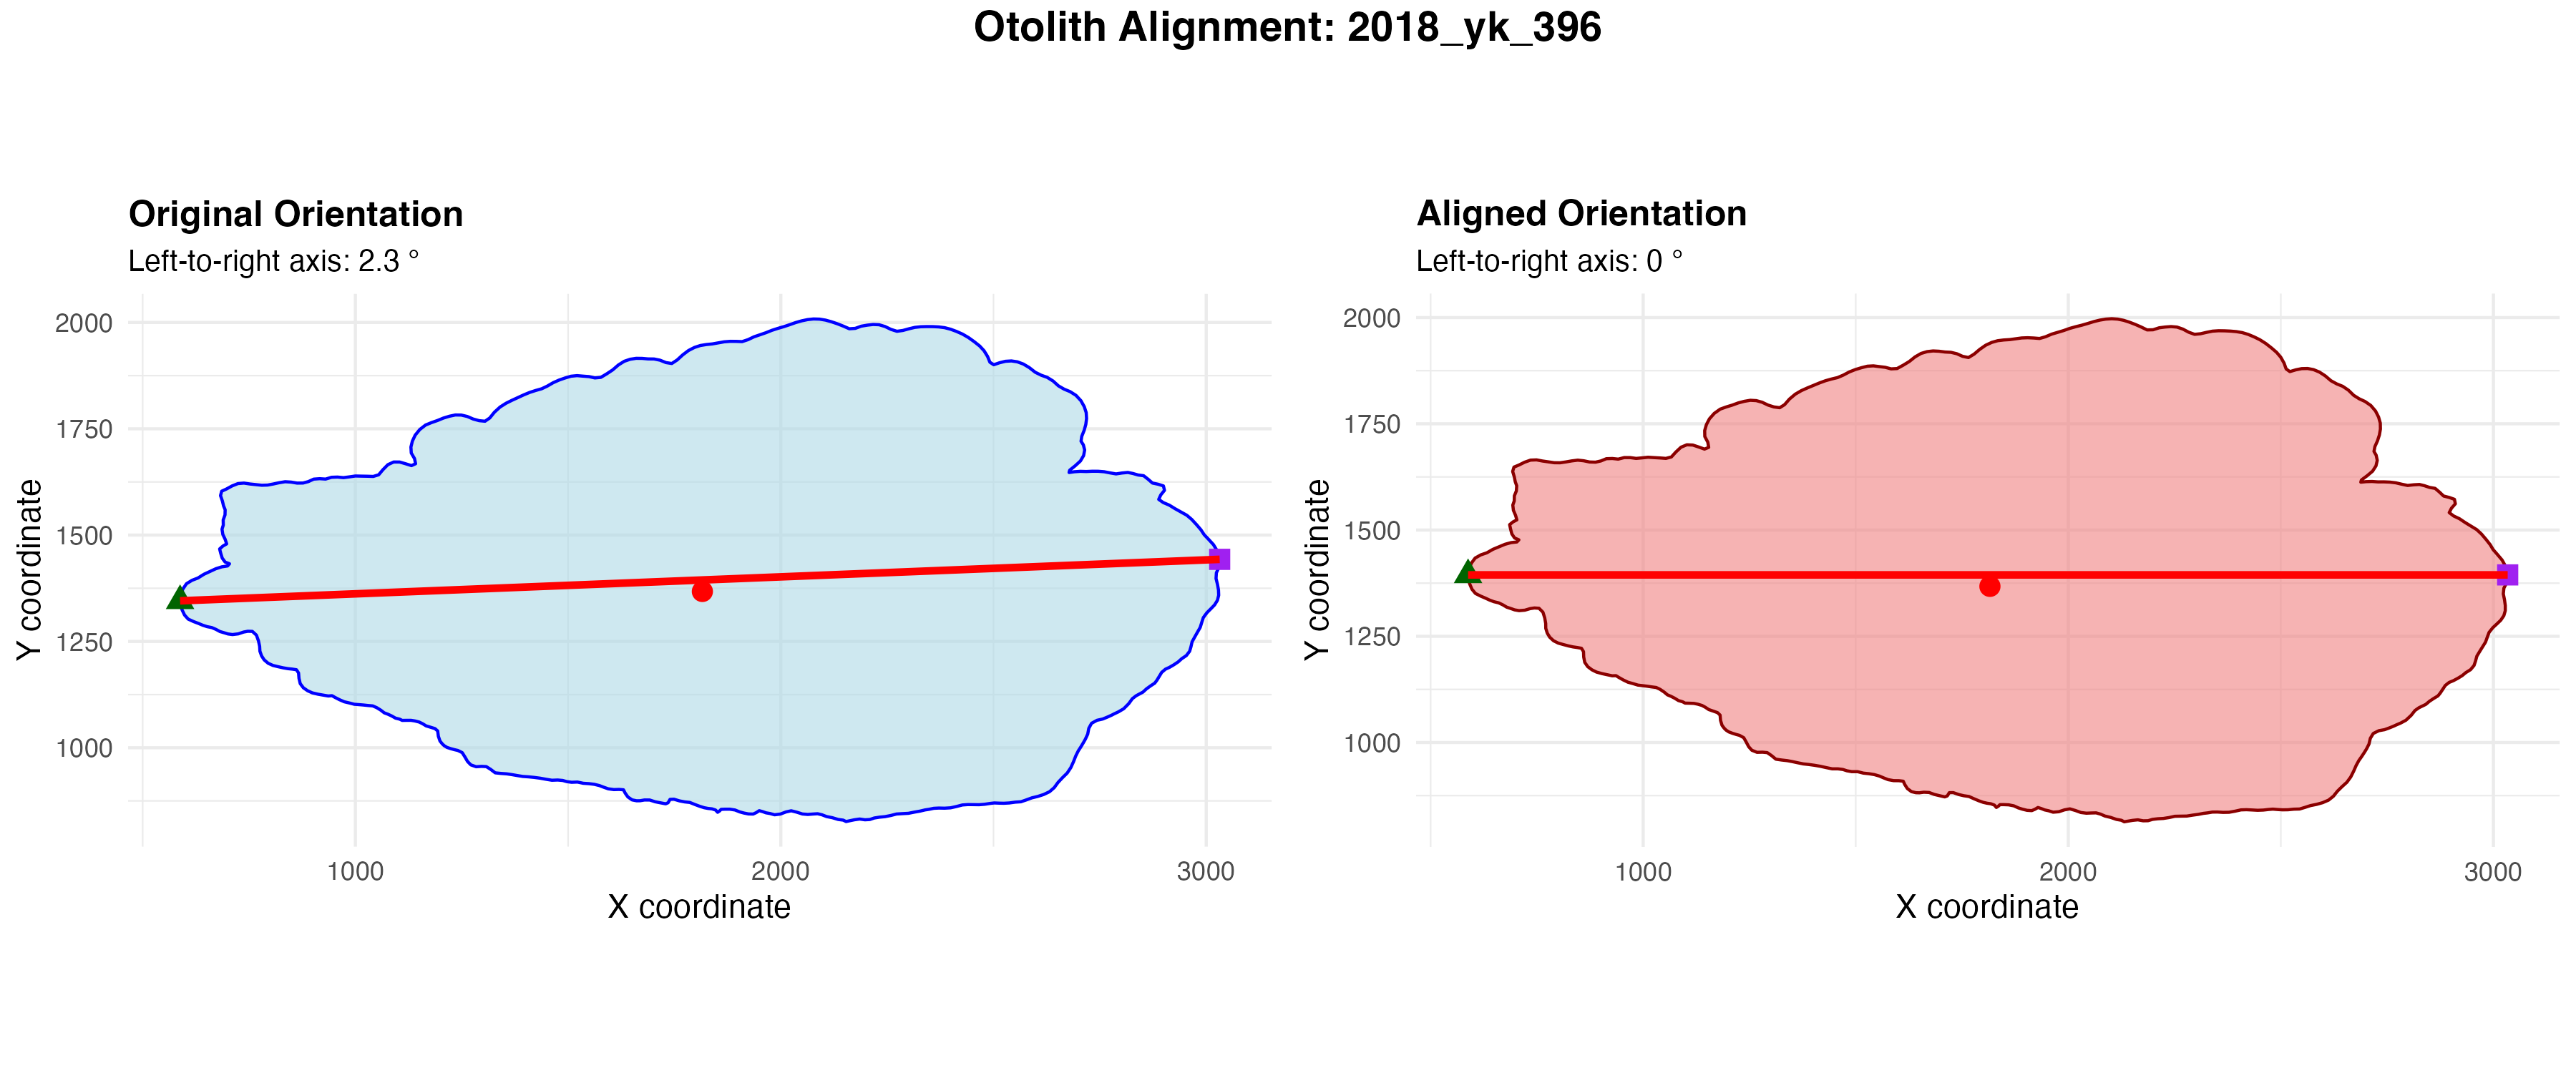 Otolith Alignment: 2018_yk_396
Original Orientation
Left-to-right axis: 2.3 °
2000
1750
1500
1250
1000
Y coordinate
1000 2000 3000
X coordinate
Aligned Orientation
Left-to-right axis: 0 °
2000
1750
1500
1250
1000
Y coordinate
1000 2000 3000
X coordinate